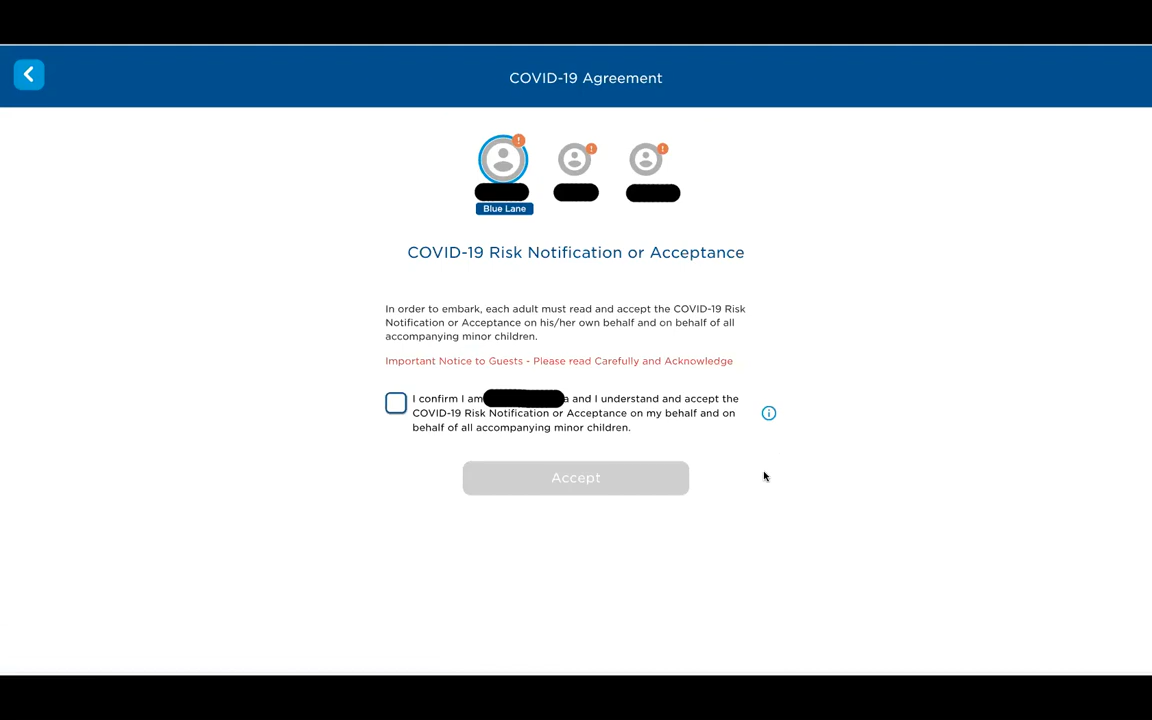 COVID-19 Agreement
! ! !
Blue Lane
COVID-19 Risk Notification or Acceptance
In order to embark, each adult must read and accept the COVID-19 Risk
Notification or Acceptance on his/her own behalf and on behalf of all
accompanying minor children.
Important Notice to Guests - Please read Carefully and Acknowledge
I confirm I am a and I understand and accept the
COVID-19 Risk Notification or Acceptance on my behalf and on
behalf of all accompanying minor children.
Accept